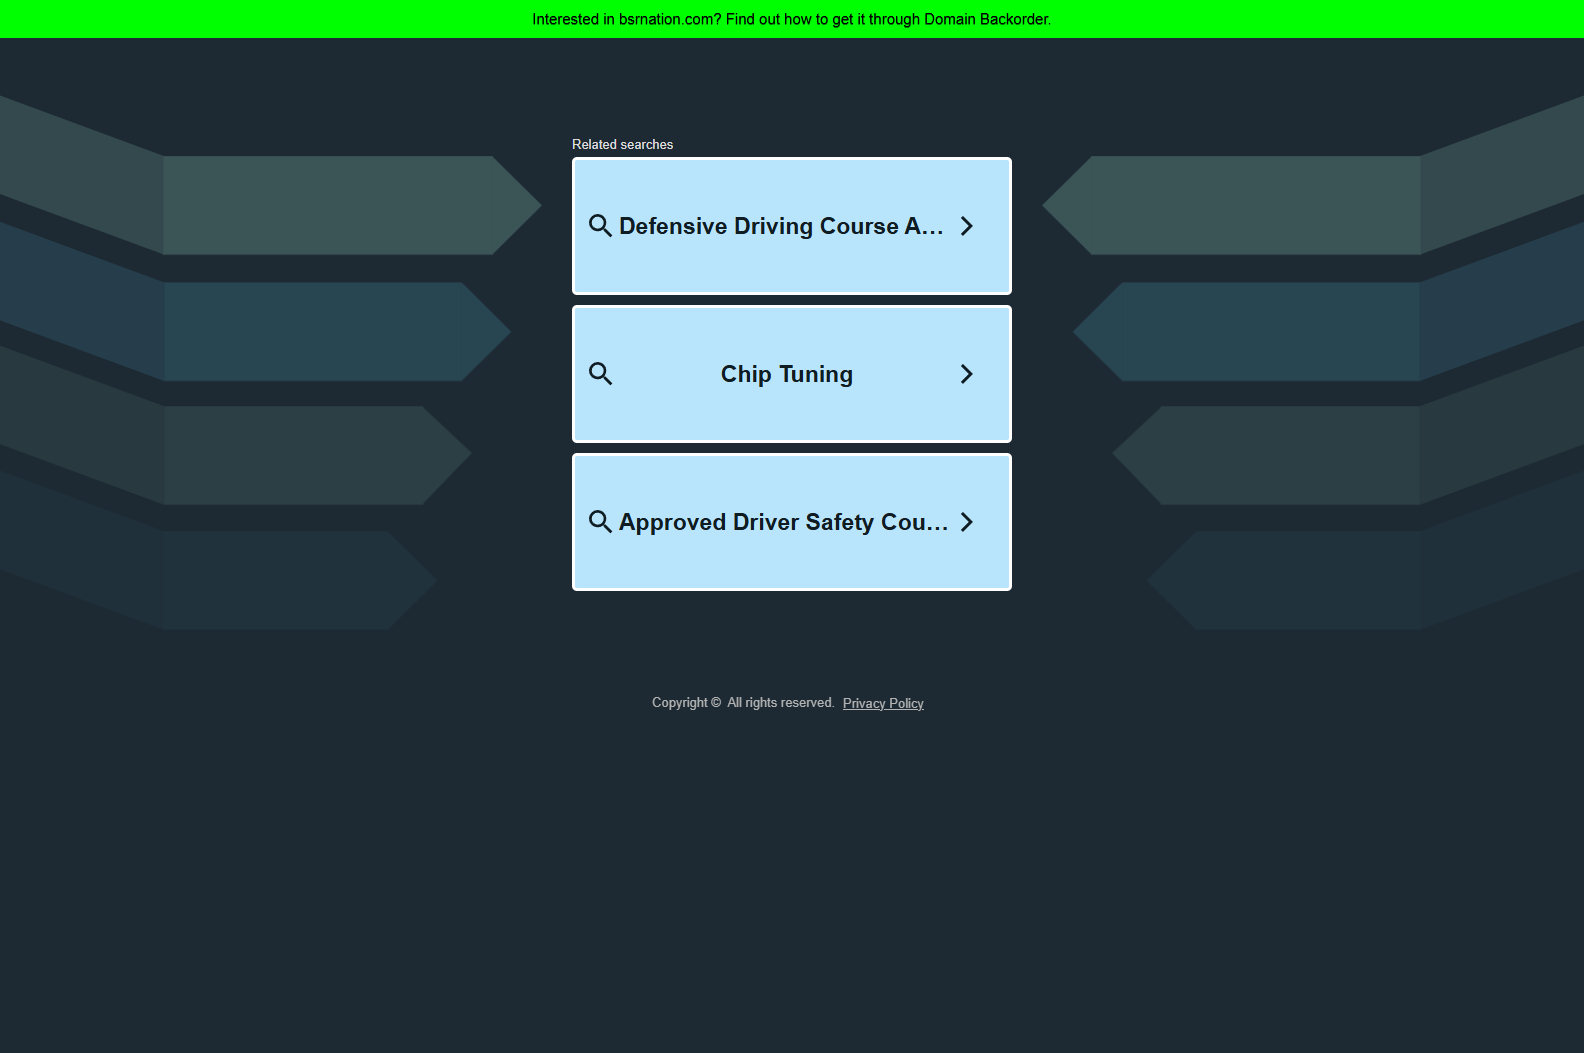 Interested in bsrnation.com? Find out how to get it through Domain Backorder.
Related searches
Defensive Driving Course A...
Chip Tuning
Approved Driver Safety Cou...
Copyright © All rights reserved. Privacy Policy